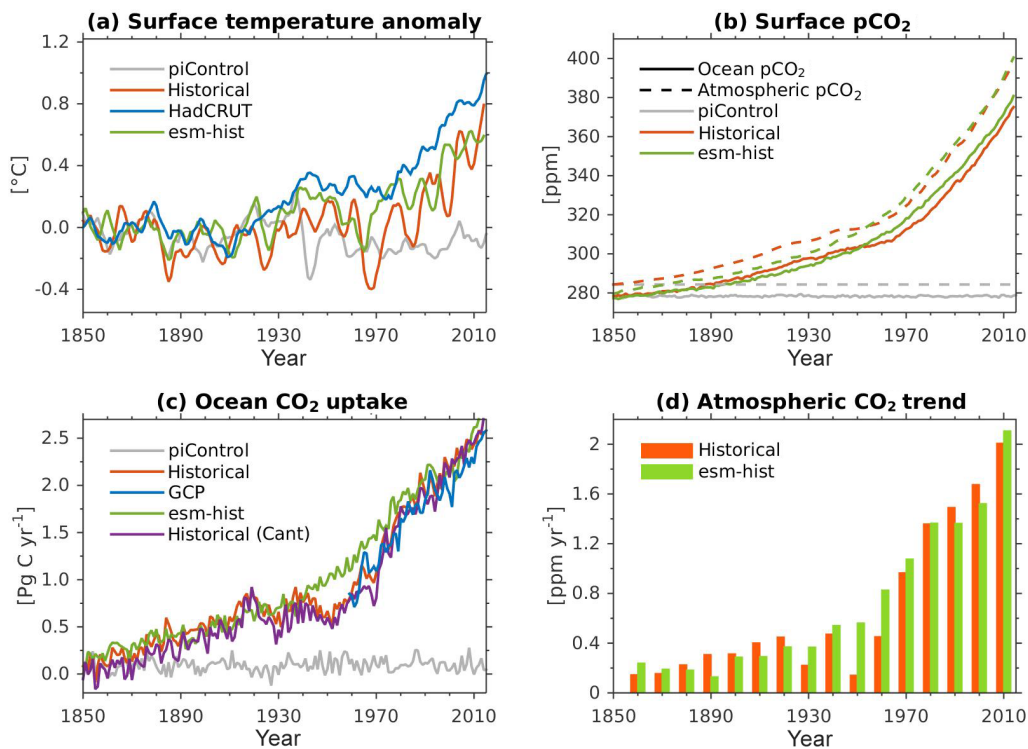 (a) Surface temperature anomaly
1.2
0.8
0.4
0.0
-0.4
[°C]
piControl
Historical
HadCRUT
esm-hist
1850 1890 1930 1970 2010
Year
(b) Surface pCO₂
400
380
360
340
320
300
280
[ppm]
Ocean pCO₂
Atmospheric pCO₂
piControl
Historical
esm-hist
1850 1890 1930 1970 2010
Year
(c) Ocean CO₂ uptake
2.5
2.0
1.5
1.0
0.5
0.0
[Pg C yr⁻¹]
piControl
Historical
GCP
esm-hist
Historical (Cant)
1850 1890 1930 1970 2010
Year
(d) Atmospheric CO₂ trend
2
1.6
1.2
0.8
0.4
0
[ppm yr⁻¹]
Historical
esm-hist
1850 1890 1930 1970 2010
Year